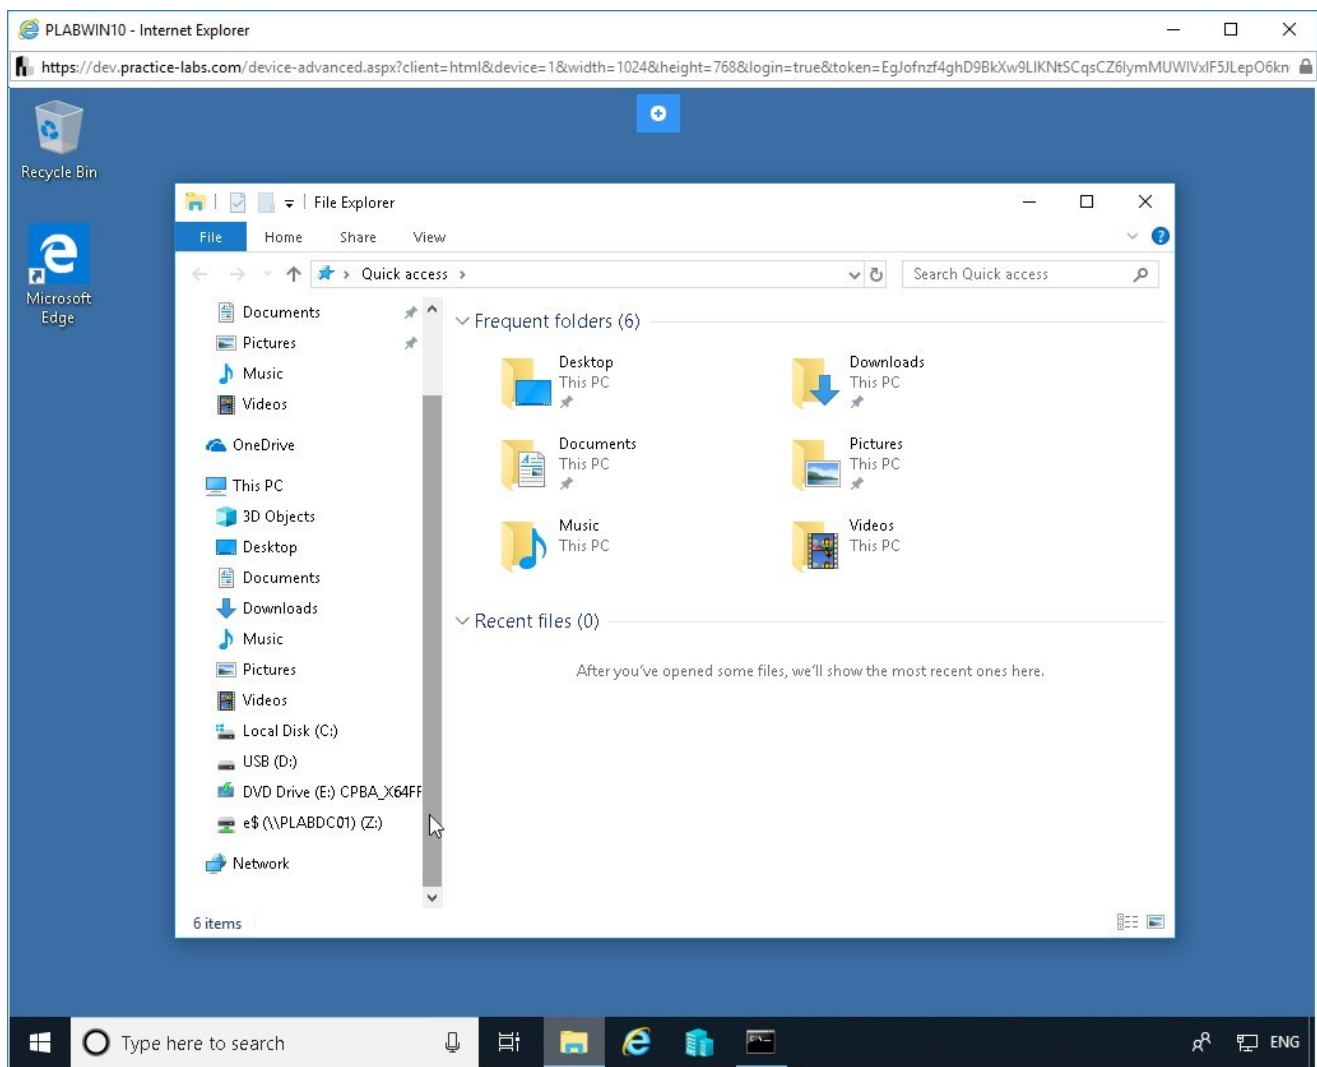 PLABWIN10 - Internet Explorer
https://dev.practice-labs.com/device-advanced.aspx?client=html&device=1&width=1024&height=768&login=true&token=EgJofnzf4ghD9BkXw9LIKNtSCqsCZ6lymMUWIVxIF5JLepO6kn
Recycle Bin
Microsoft
Edge
File Explorer
File Home Share View
Quick access
Search Quick access
Documents
Pictures
Music
Videos
OneDrive
This PC
3D Objects
Desktop
Documents
Downloads
Music
Pictures
Videos
Local Disk (C:)
USB (D:)
DVD Drive (E:) CPBA_X64FF
e$ (\\PLABDC01) (Z:)
Network
Frequent folders (6)
Desktop
This PC
Downloads
This PC
Documents
This PC
Pictures
This PC
Music
This PC
Videos
This PC
Recent files (0)
After you've opened some files, we'll show the most recent ones here.
6 items
Type here to search
ENG